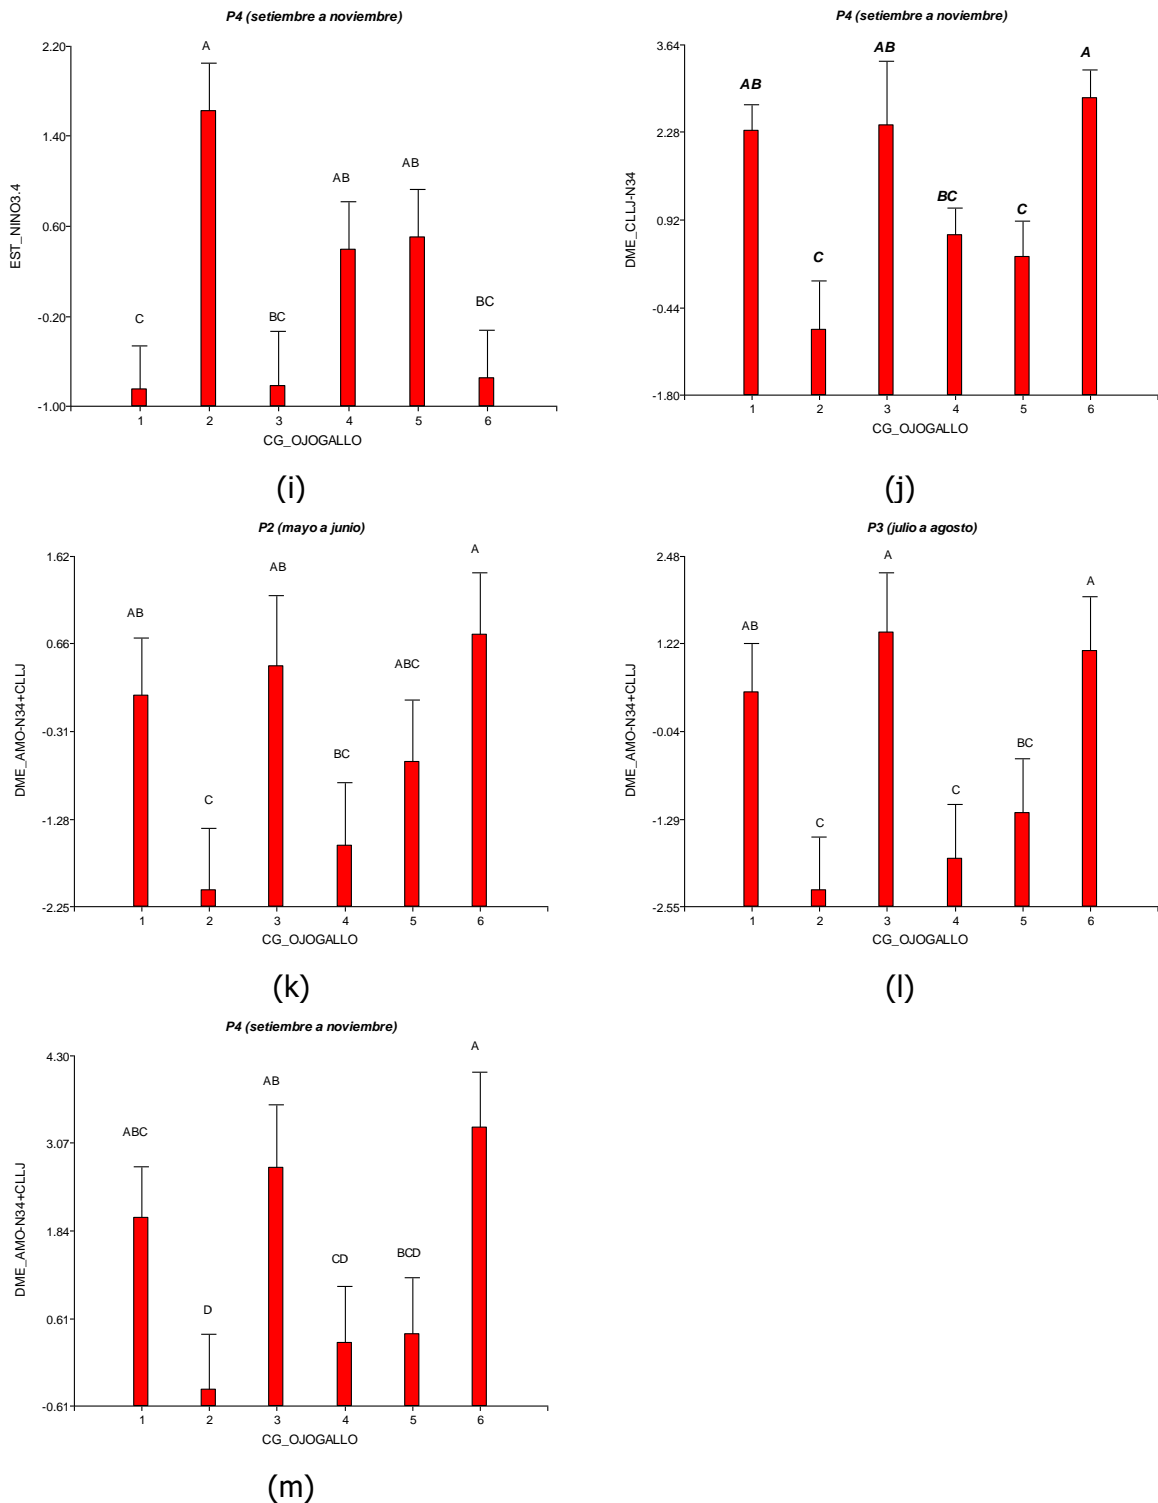 P4 (setiembre a noviembre)
2.20
1.40
0.60
-0.20
-1.00
EST_NINO3.4
C
A
BC
AB
AB
BC
1 2 3 4 5 6
CG_OJOGALLO
(i)
P4 (setiembre a noviembre)
3.64
2.28
0.92
-0.44
-1.80
DME_CLLJ-N34
AB
C
AB
BC
C
A
1 2 3 4 5 6
CG_OJOGALLO
(j)
P2 (mayo a junio)
1.62
0.66
-0.31
-1.28
-2.25
DME_AMO-N34+CLLJ
AB
C
AB
BC
ABC
A
1 2 3 4 5 6
CG_OJOGALLO
(k)
P3 (julio a agosto)
2.48
1.22
-0.04
-1.29
-2.55
DME_AMO-N34+CLLJ
AB
C
A
C
BC
A
1 2 3 4 5 6
CG_OJOGALLO
(l)
P4 (setiembre a noviembre)
4.30
3.07
1.84
0.61
-0.61
DME_AMO-N34+CLLJ
ABC
D
AB
CD
BCD
A
1 2 3 4 5 6
CG_OJOGALLO
(m)